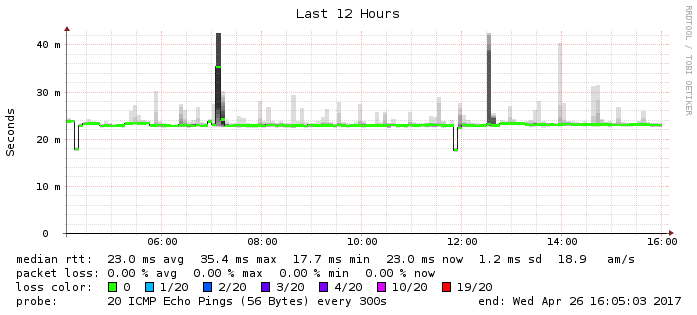 Last 12 Hours
RRDTOOL / TOBI OETIKER
Seconds
40 m
30 m
20 m
10 m
0
06:00 08:00 10:00 12:00 14:00 16:00
median rtt: 23.0 ms avg 35.4 ms max 17.7 ms min 23.0 ms now 1.2 ms sd 18.9 am/s
packet loss: 0.00 % avg 0.00 % max 0.00 % min 0.00 % now
loss color: 0 1/20 2/20 3/20 4/20 10/20 19/20
probe: 20 ICMP Echo Pings (56 Bytes) every 300s end: Wed Apr 26 16:05:03 2017